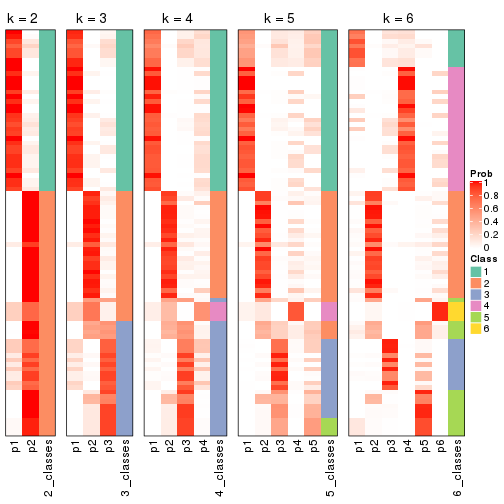 k = 2
k = 3
k = 4
k = 5
k = 6
Prob
1
0.8
0.6
0.4
0.2
0
Class
1
2
3
4
5
6
p1
p2
2_classes
p1
p2
p3
3_classes
p1
p2
p3
p4
4_classes
p1
p2
p3
p4
p5
5_classes
p1
p2
p3
p4
p5
p6
6_classes